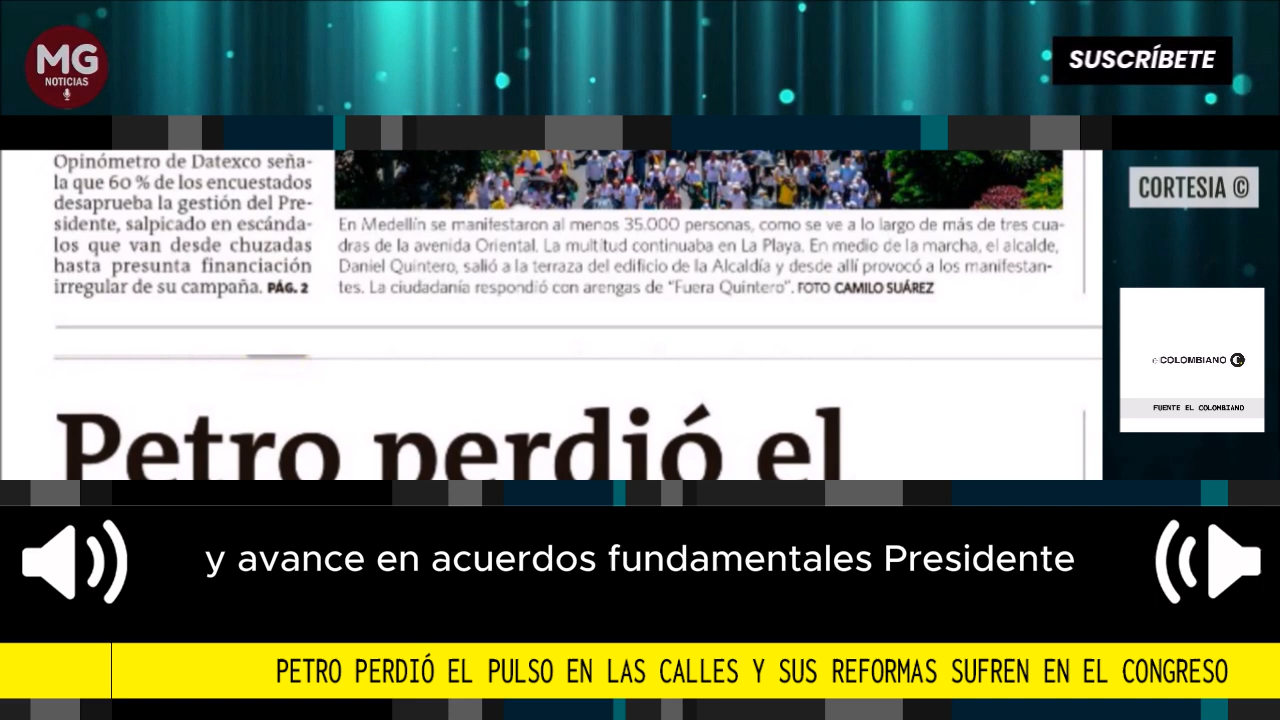 MG
NOTICIAS
SUSCRÍBETE
Opinómetro de Datexco seña-
la que 60 % de los encuestados
desaprueba la gestión del Pre-
sidente, salpicado en escánda-
los que van desde chuzadas
hasta presunta financiación
irregular de su campaña. PÁG. 2
En Medellín se manifestaron al menos 35.000 personas, como se ve a lo largo de más de tres cua-
dras de la avenida Oriental. La multitud continuaba en La Playa. En medio de la marcha, el alcalde,
Daniel Quintero, salió a la terraza del edificio de la Alcaldía y desde allí provocó a los manifestan-
tes. La ciudadanía respondió con arengas de “Fuera Quintero”. FOTO CAMILO SUÁREZ
Petro perdió el
CORTESIA ©
el COLOMBIANO C
FUENTE EL COLOMBIANO
y avance en acuerdos fundamentales Presidente
PETRO PERDIÓ EL PULSO EN LAS CALLES Y SUS REFORMAS SUFREN EN EL CONGRESO